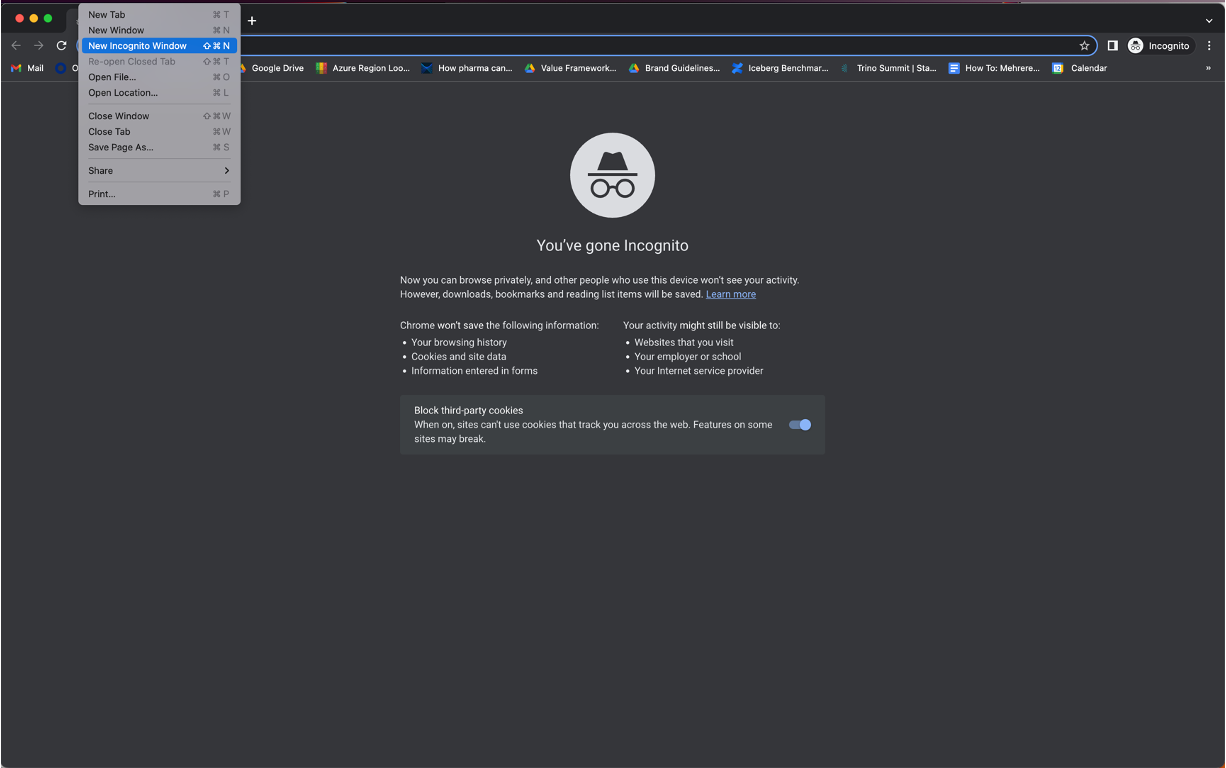 New Tab ⌘ T
New Window ⌘ N
New Incognito Window ⇧ ⌘ N
Re-open Closed Tab ⇧ ⌘ T
Open File... ⌘ O
Open Location... ⌘ L
Close Window ⇧ ⌘ W
Close Tab ⌘ W
Save Page As... ⌘ S
Share
Print... ⌘ P
Incognito
Mail
Google Drive
Azure Region Loo...
How pharma can...
Value Framework...
Brand Guidelines...
Iceberg Benchmar...
Trino Summit | Sta...
How To: Mehrere...
Calendar
»
You've gone Incognito
Now you can browse privately, and other people who use this device won't see your activity.
However, downloads, bookmarks and reading list items will be saved. Learn more
Chrome won't save the following information:
• Your browsing history
• Cookies and site data
• Information entered in forms
Your activity might still be visible to:
• Websites that you visit
• Your employer or school
• Your Internet service provider
Block third-party cookies
When on, sites can't use cookies that track you across the web. Features on some
sites may break.